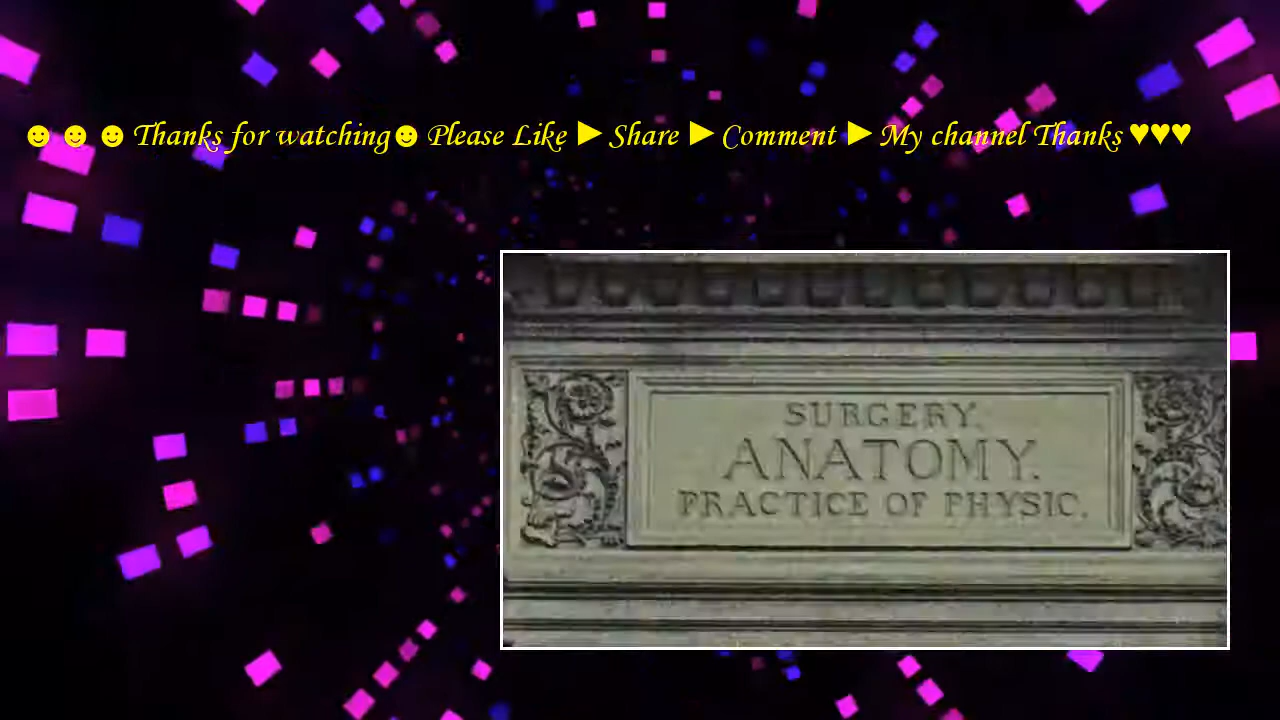 ☻ ☻ ☻ Thanks for watching☻ Please Like ► Share ► Comment ► My channel Thanks ♥♥♥
SURGERY.
ANATOMY.
PRACTICE OF PHYSIC.